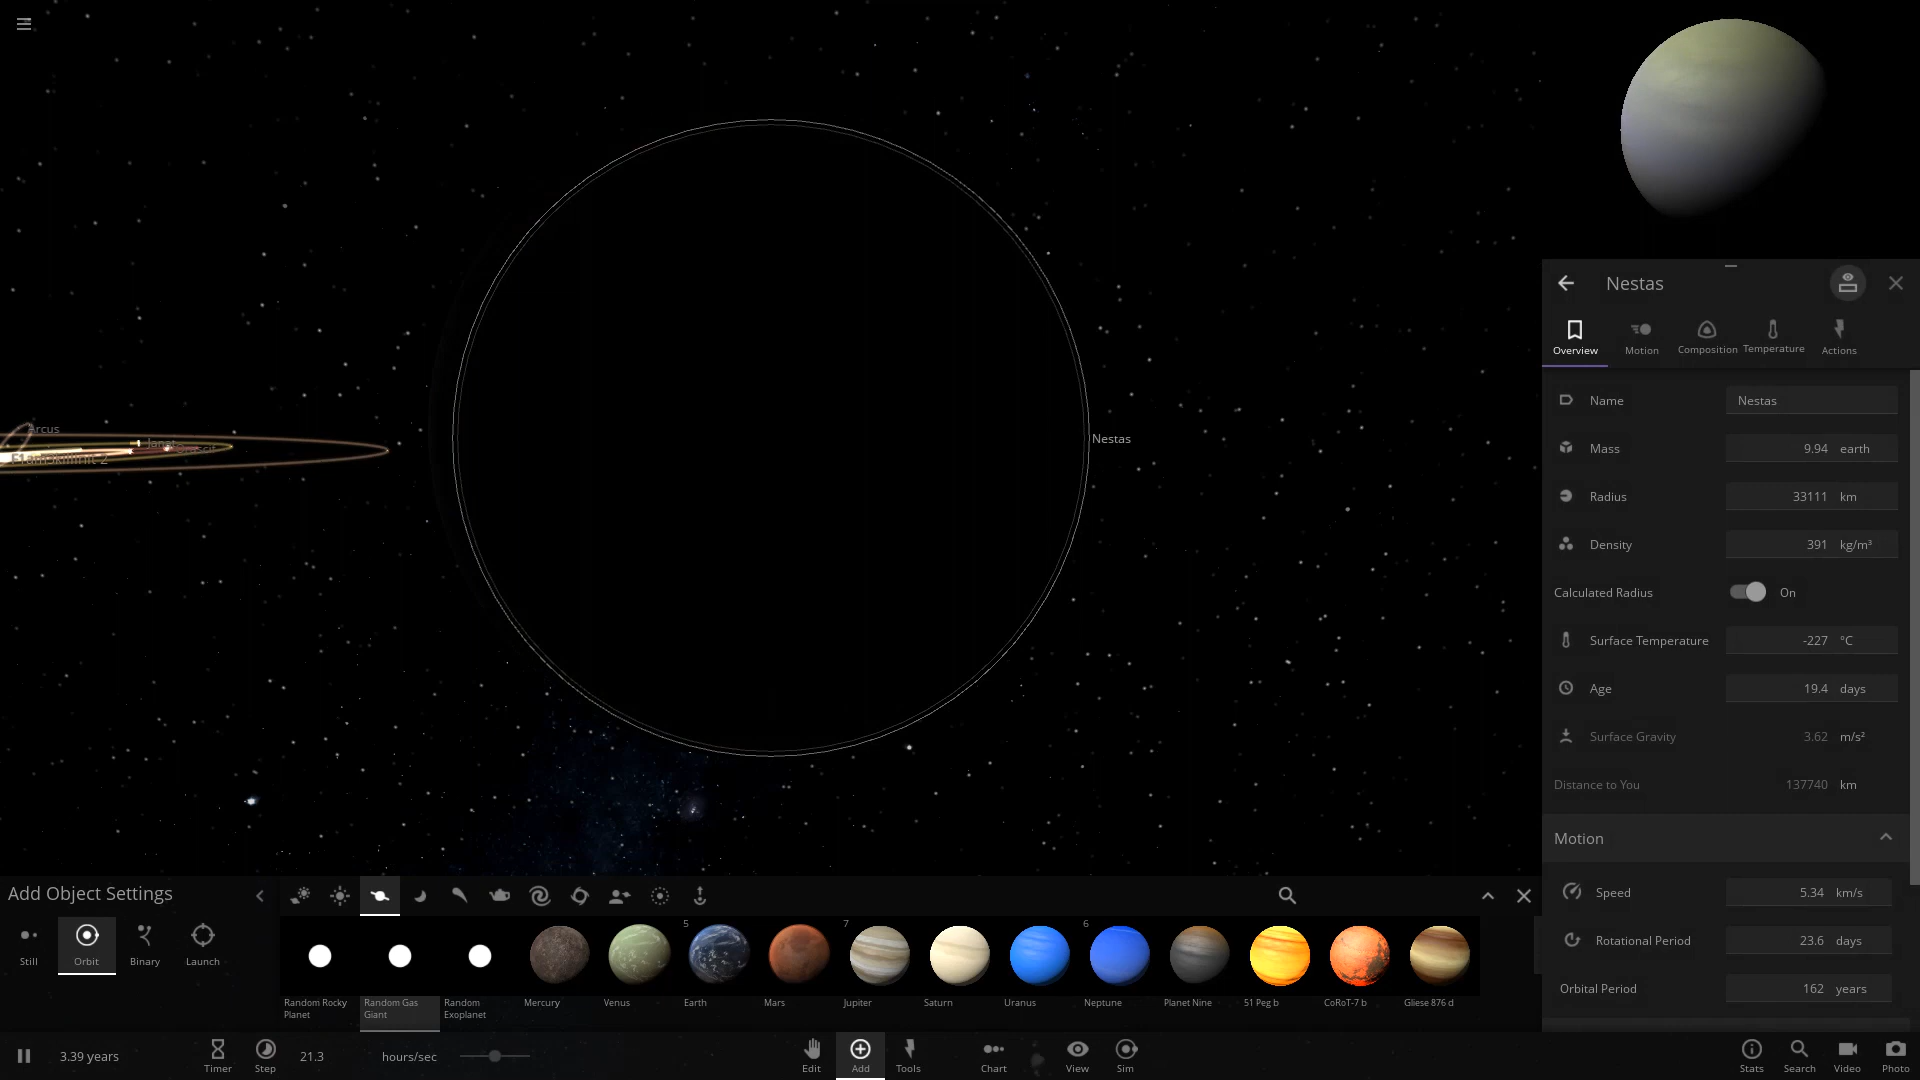 Nestas
Overview
Motion
Composition
Temperature
Actions
Name
Nestas
Mass
9.94 earth
Radius
33111 km
Density
391 kg/m³
Calculated Radius
On
Surface Temperature
-227 °C
Age
19.4 days
Surface Gravity
3.62 m/s²
Distance to You
137740 km
Motion
Speed
5.34 km/s
Rotational Period
23.6 days
Orbital Period
162 years
Arcus
Nestas
Add Object Settings
Still
Orbit
Binary
Launch
5
7
6
Random Rocky Planet
Random Gas Giant
Random Exoplanet
Mercury
Venus
Earth
Mars
Jupiter
Saturn
Uranus
Neptune
Planet Nine
51 Peg b
CoRoT-7 b
Gliese 876 d
3.39 years
Timer
Step
21.3
hours/sec
Edit
Add
Tools
Chart
View
Sim
Stats
Search
Video
Photo